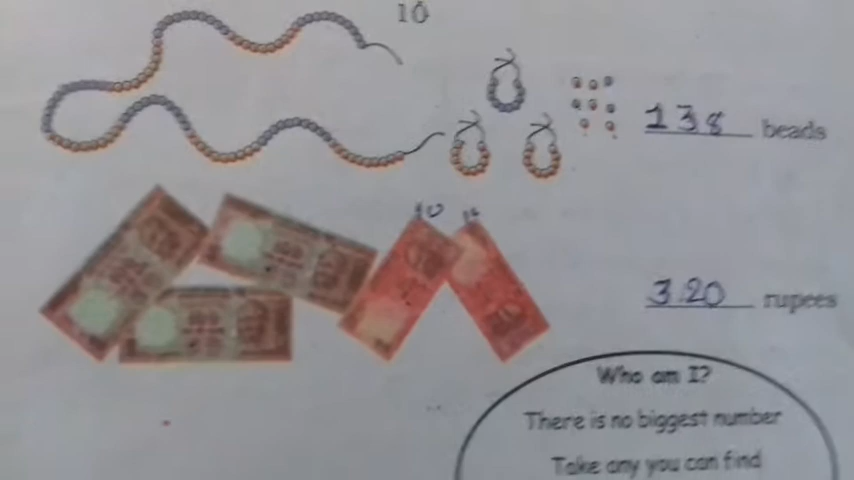 10
138 beads
10 10
320 rupees
Who am I?
There is no biggest number
Take any you can find